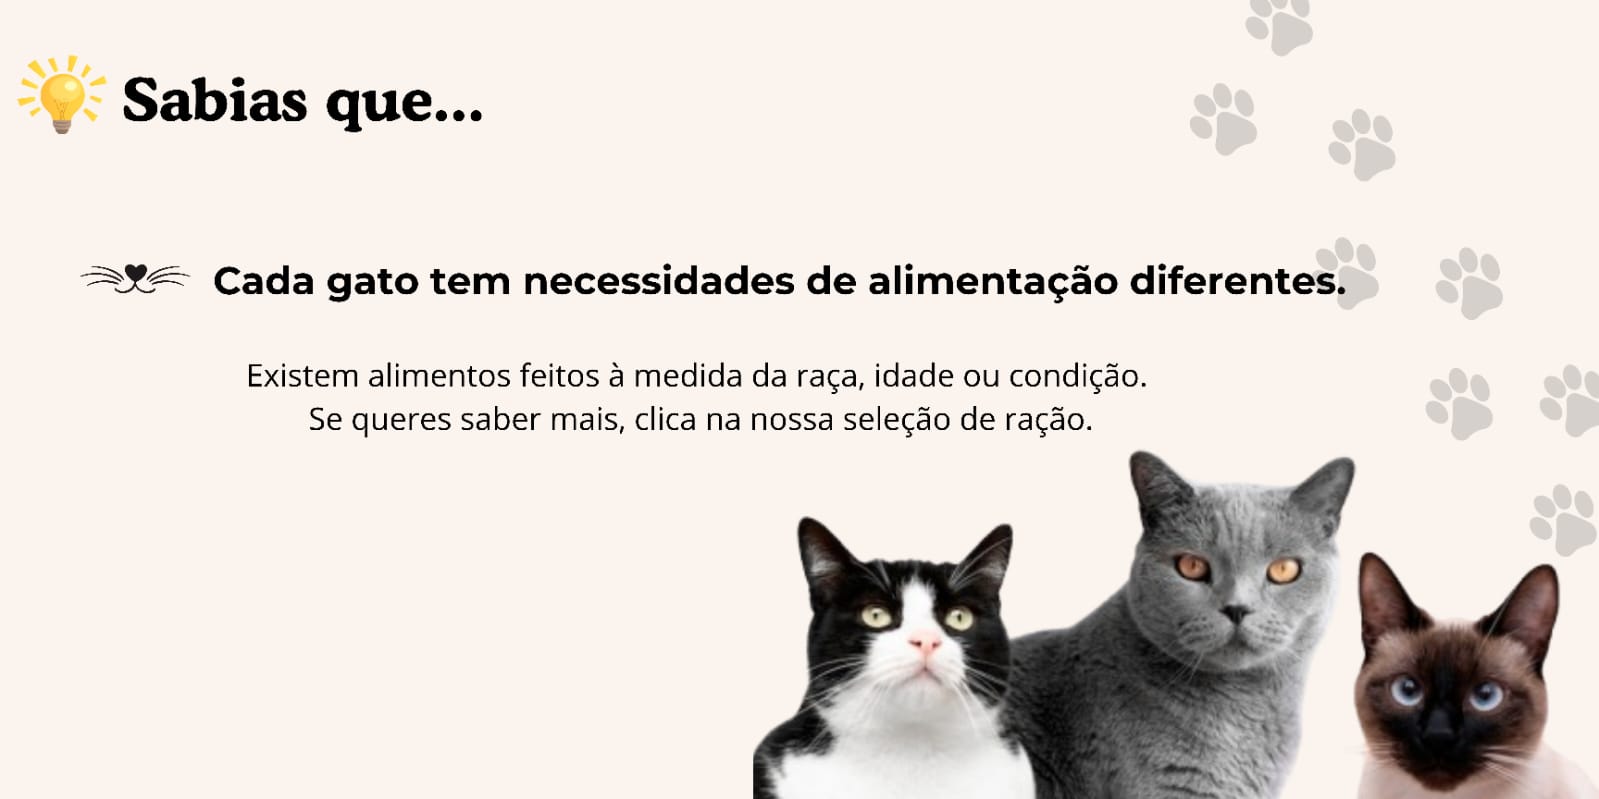 Sabias que...
Cada gato tem necessidades de alimentação diferentes.
Existem alimentos feitos à medida da raça, idade ou condição.
Se queres saber mais, clica na nossa seleção de ração.